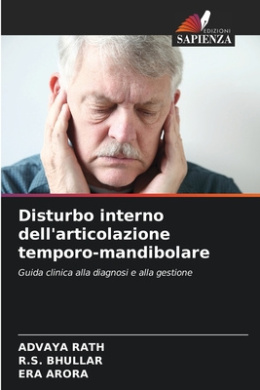 EDIZIONI
SAPIENZA
Disturbo interno
dell'articolazione
temporo-mandibolare
Guida clinica alla diagnosi e alla gestione
ADVAYA RATH
R.S. BHULLAR
ERA ARORA